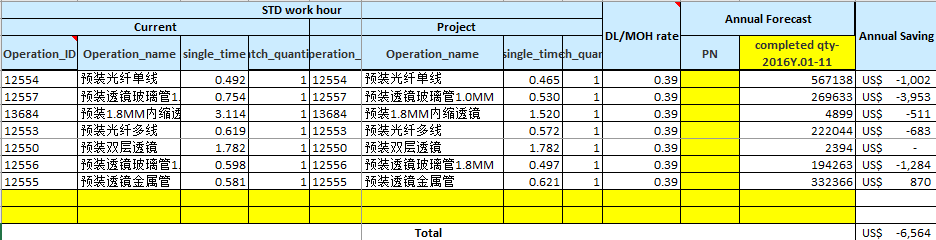 STD work hour
Current Project DL/MOH rate Annual Forecast Annual Saving
Operation_ID Operation_name single_time tch_quanti peration_ Operation_name single_time ch_quan PN completed qty-
2016Y.01-11
12554 预装光纤单线 0.492 1 12554 预装光纤单线 0.465 1 0.39 567138 US$ -1,002
12557 预装透镜玻璃管1. 0.754 1 12557 预装透镜玻璃管1.0MM 0.530 1 0.39 269633 US$ -3,953
13684 预装1.8MM内缩透 3.114 1 13684 预装1.8MM内缩透镜 1.520 1 0.39 4899 US$ -511
12553 预装光纤多线 0.619 1 12553 预装光纤多线 0.572 1 0.39 222044 US$ -683
12550 预装双层透镜 1.782 1 12550 预装双层透镜 1.782 1 0.39 2394 US$ -
12556 预装透镜玻璃管1. 0.598 1 12556 预装透镜玻璃管1.8MM 0.497 1 0.39 194263 US$ -1,284
12555 预装透镜金属管 0.581 1 12555 预装透镜金属管 0.621 1 0.39 332366 US$ 870
Total US$ -6,564